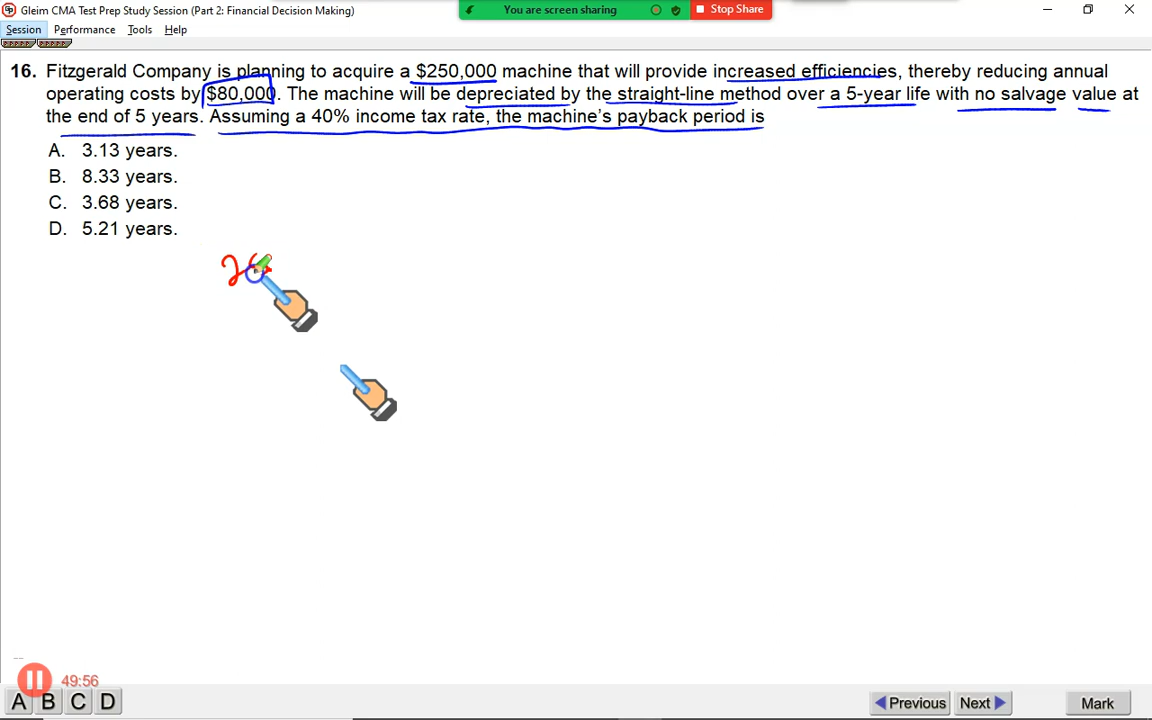 Gleim CMA Test Prep Study Session (Part 2: Financial Decision Making)
You are screen sharing
Stop Share
Session Performance Tools Help
16. Fitzgerald Company is planning to acquire a $250,000 machine that will provide increased efficiencies, thereby reducing annual
operating costs by $80,000. The machine will be depreciated by the straight-line method over a 5-year life with no salvage value at
the end of 5 years. Assuming a 40% income tax rate, the machine's payback period is
A. 3.13 years.
B. 8.33 years.
C. 3.68 years.
D. 5.21 years.
49:56
A B C D
Previous Next Mark